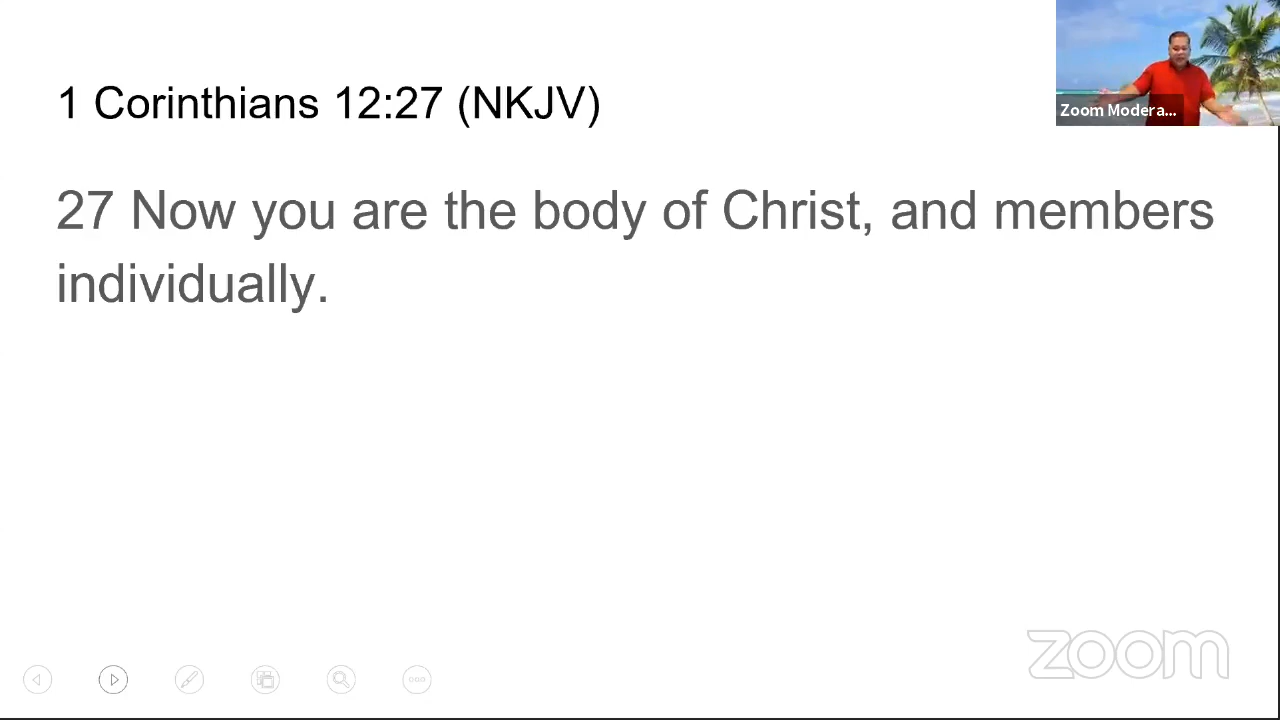 1 Corinthians 12:27 (NKJV)
Zoom Modera...
27 Now you are the body of Christ, and members
individually.
zoom